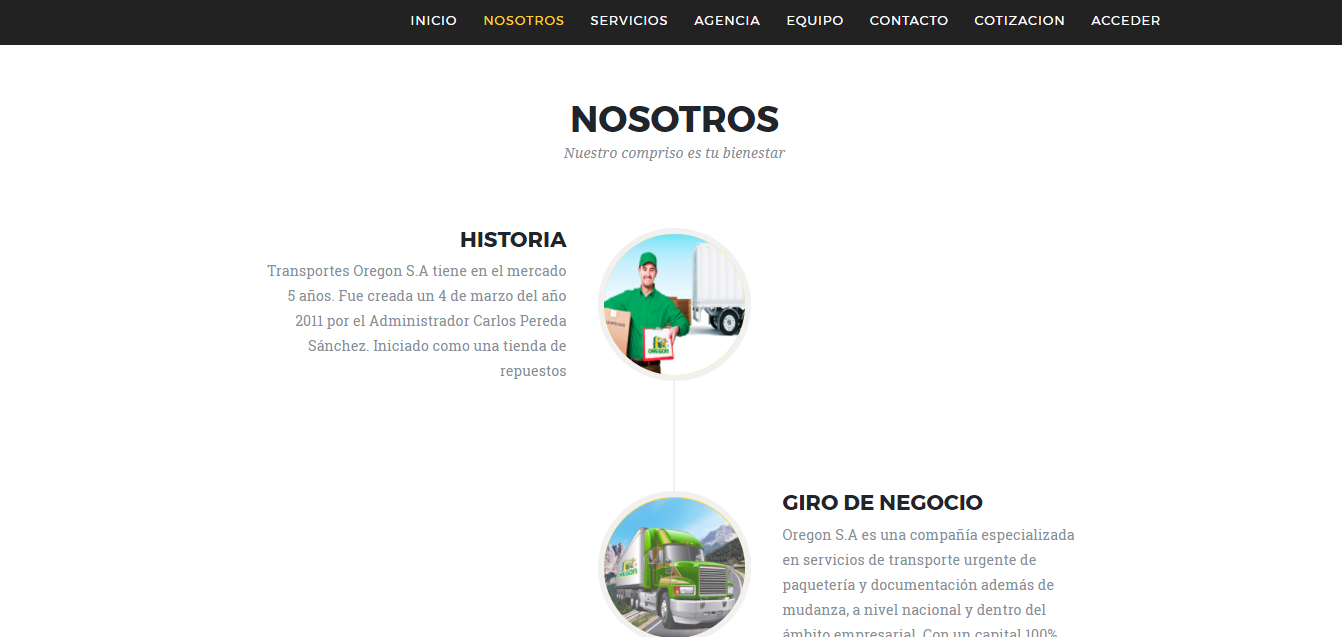 INICIO NOSOTROS SERVICIOS AGENCIA EQUIPO CONTACTO COTIZACION ACCEDER
NOSOTROS
Nuestro compriso es tu bienestar
HISTORIA
Transportes Oregon S.A tiene en el mercado
5 años. Fue creada un 4 de marzo del año
2011 por el Administrador Carlos Pereda
Sánchez. Iniciado como una tienda de
repuestos
OREGON
GIRO DE NEGOCIO
Oregon S.A es una compañía especializada
en servicios de transporte urgente de
paquetería y documentación además de
mudanza, a nivel nacional y dentro del
ámbito empresarial. Con un capital 100%
OREGON